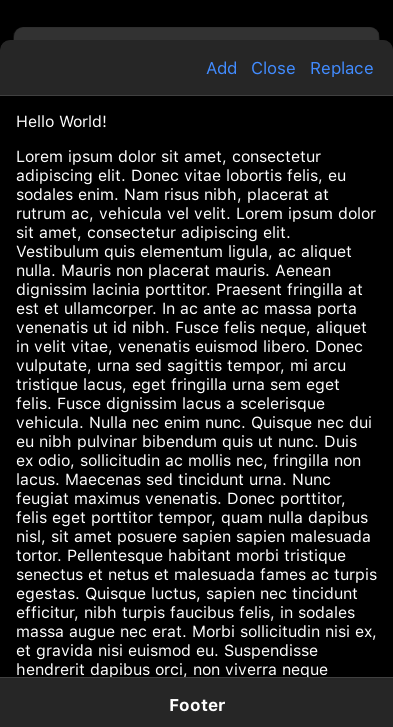 Add Close Replace
Hello World!
Lorem ipsum dolor sit amet, consectetur
adipiscing elit. Donec vitae lobortis felis, eu
sodales enim. Nam risus nibh, placerat at
rutrum ac, vehicula vel velit. Lorem ipsum dolor
sit amet, consectetur adipiscing elit.
Vestibulum quis elementum ligula, ac aliquet
nulla. Mauris non placerat mauris. Aenean
dignissim lacinia porttitor. Praesent fringilla at
est et ullamcorper. In ac ante ac massa porta
venenatis ut id nibh. Fusce felis neque, aliquet
in velit vitae, venenatis euismod libero. Donec
vulputate, urna sed sagittis tempor, mi arcu
tristique lacus, eget fringilla urna sem eget
felis. Fusce dignissim lacus a scelerisque
vehicula. Nulla nec enim nunc. Quisque nec dui
eu nibh pulvinar bibendum quis ut nunc. Duis
ex odio, sollicitudin ac mollis nec, fringilla non
lacus. Maecenas sed tincidunt urna. Nunc
feugiat maximus venenatis. Donec porttitor,
felis eget porttitor tempor, quam nulla dapibus
nisl, sit amet posuere sapien sapien malesuada
tortor. Pellentesque habitant morbi tristique
senectus et netus et malesuada fames ac turpis
egestas. Quisque luctus, sapien nec tincidunt
efficitur, nibh turpis faucibus felis, in sodales
massa augue nec erat. Morbi sollicitudin nisi ex,
et gravida nisi euismod eu. Suspendisse
hendrerit dapibus orci, non viverra neque
Footer